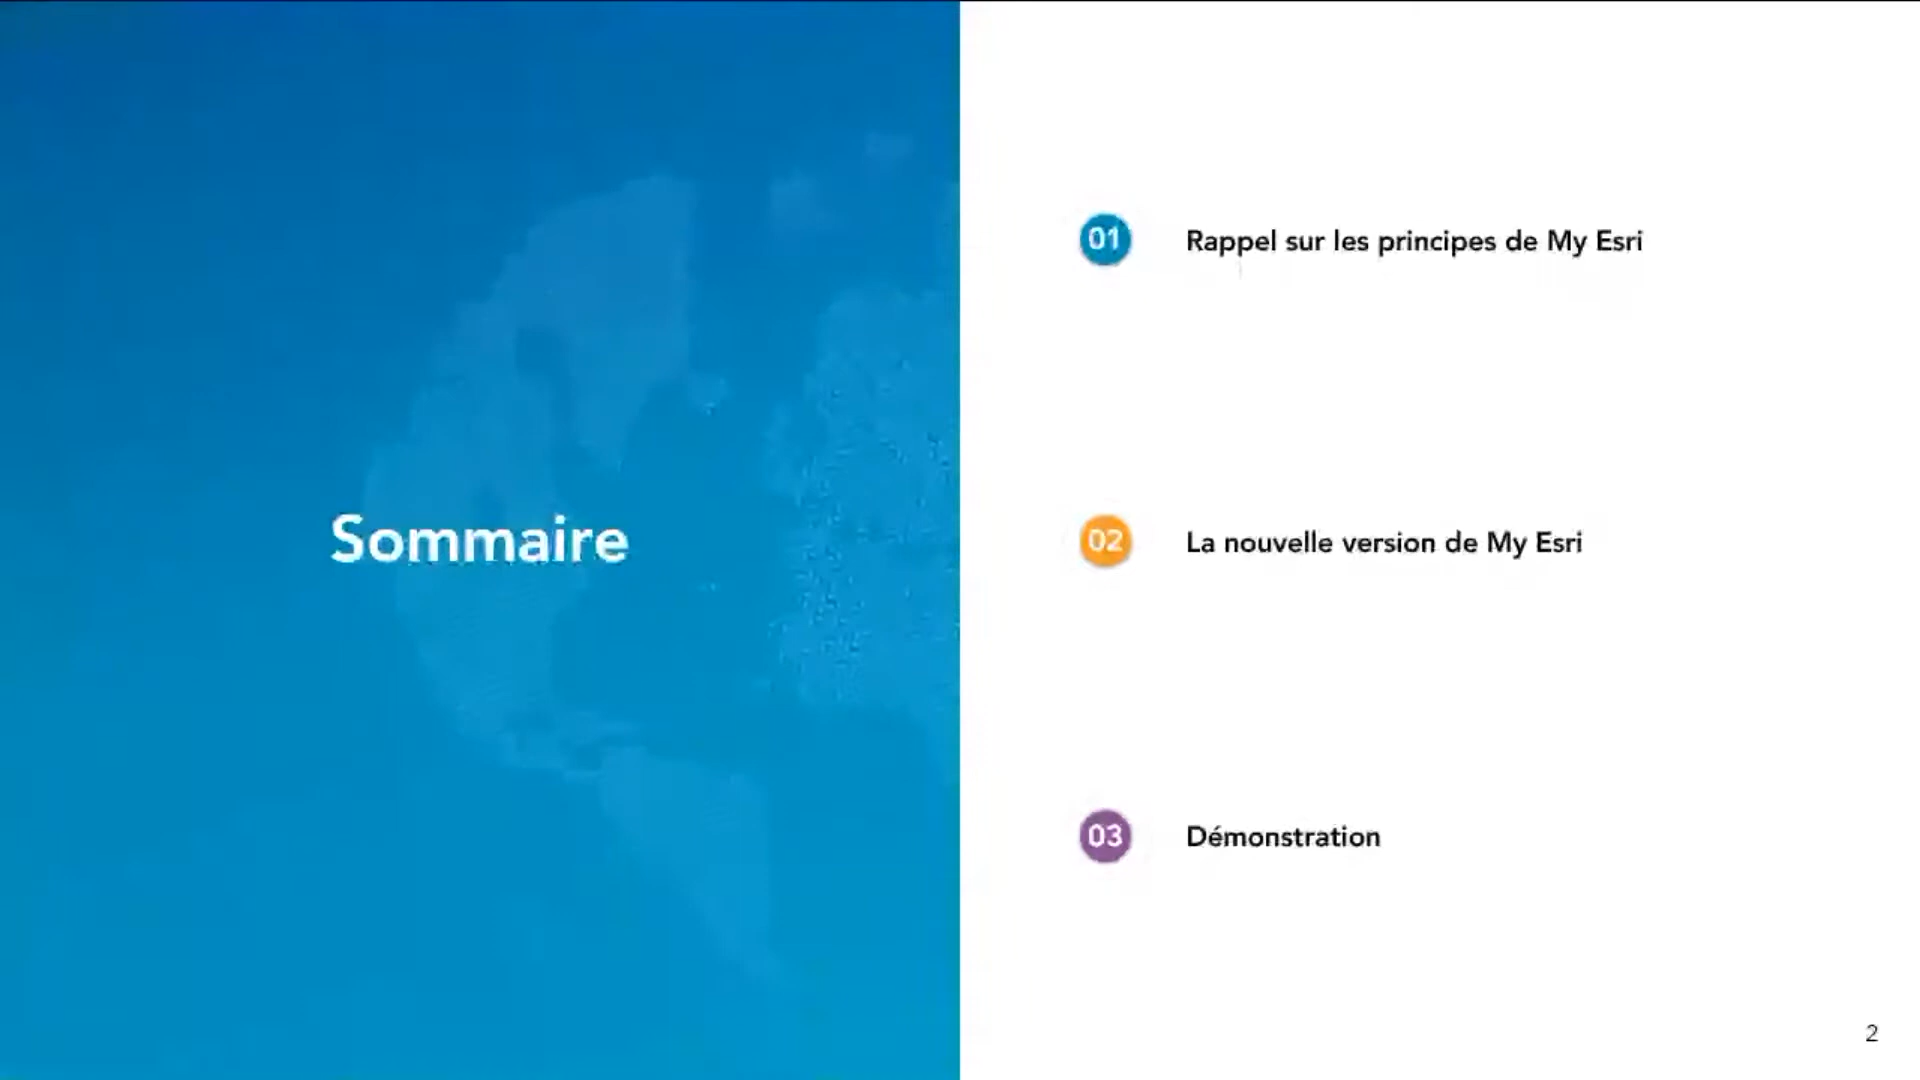 Sommaire
01 Rappel sur les principes de My Esri
02 La nouvelle version de My Esri
03 Démonstration
2